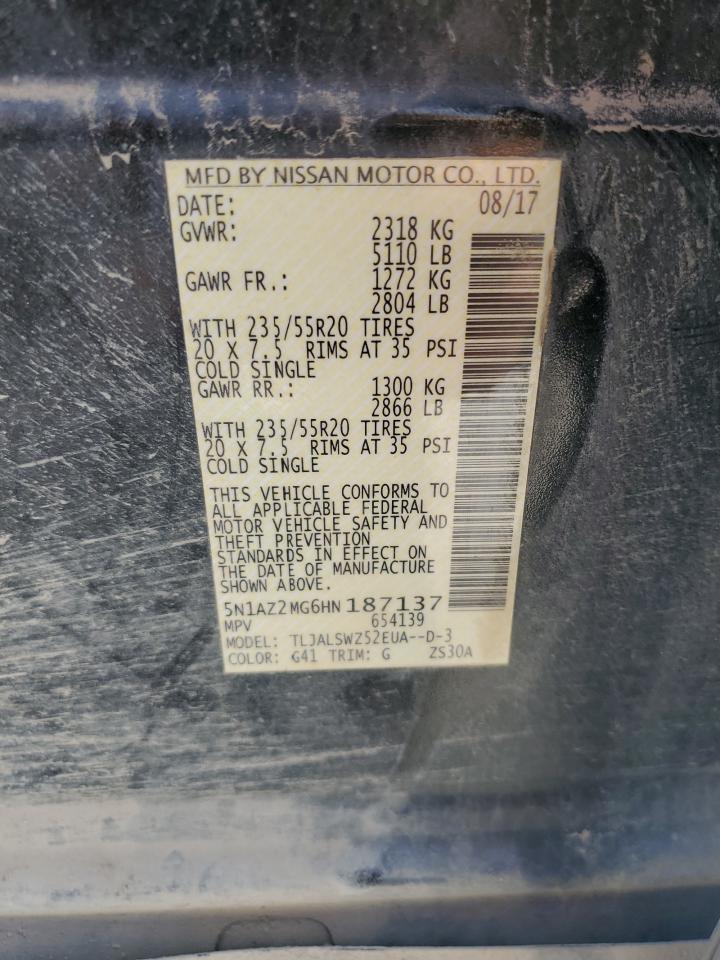 MFD BY NISSAN MOTOR CO., LTD.
DATE: 08/17
GVWR: 2318 KG
5110 LB
GAWR FR.: 1272 KG
2804 LB
WITH 235/55R20 TIRES
20 X 7.5 RIMS AT 35 PSI
COLD SINGLE
GAWR RR.: 1300 KG
2866 LB
WITH 235/55R20 TIRES
20 X 7.5 RIMS AT 35 PSI
COLD SINGLE
THIS VEHICLE CONFORMS TO
ALL APPLICABLE FEDERAL
MOTOR VEHICLE SAFETY AND
THEFT PREVENTION
STANDARDS IN EFFECT ON
THE DATE OF MANUFACTURE
SHOWN ABOVE.
5N1AZ2MG6HN187137
MPV 654139
MODEL: TLJALSWZ52EUA--D-3
COLOR: G41 TRIM: G ZS30A